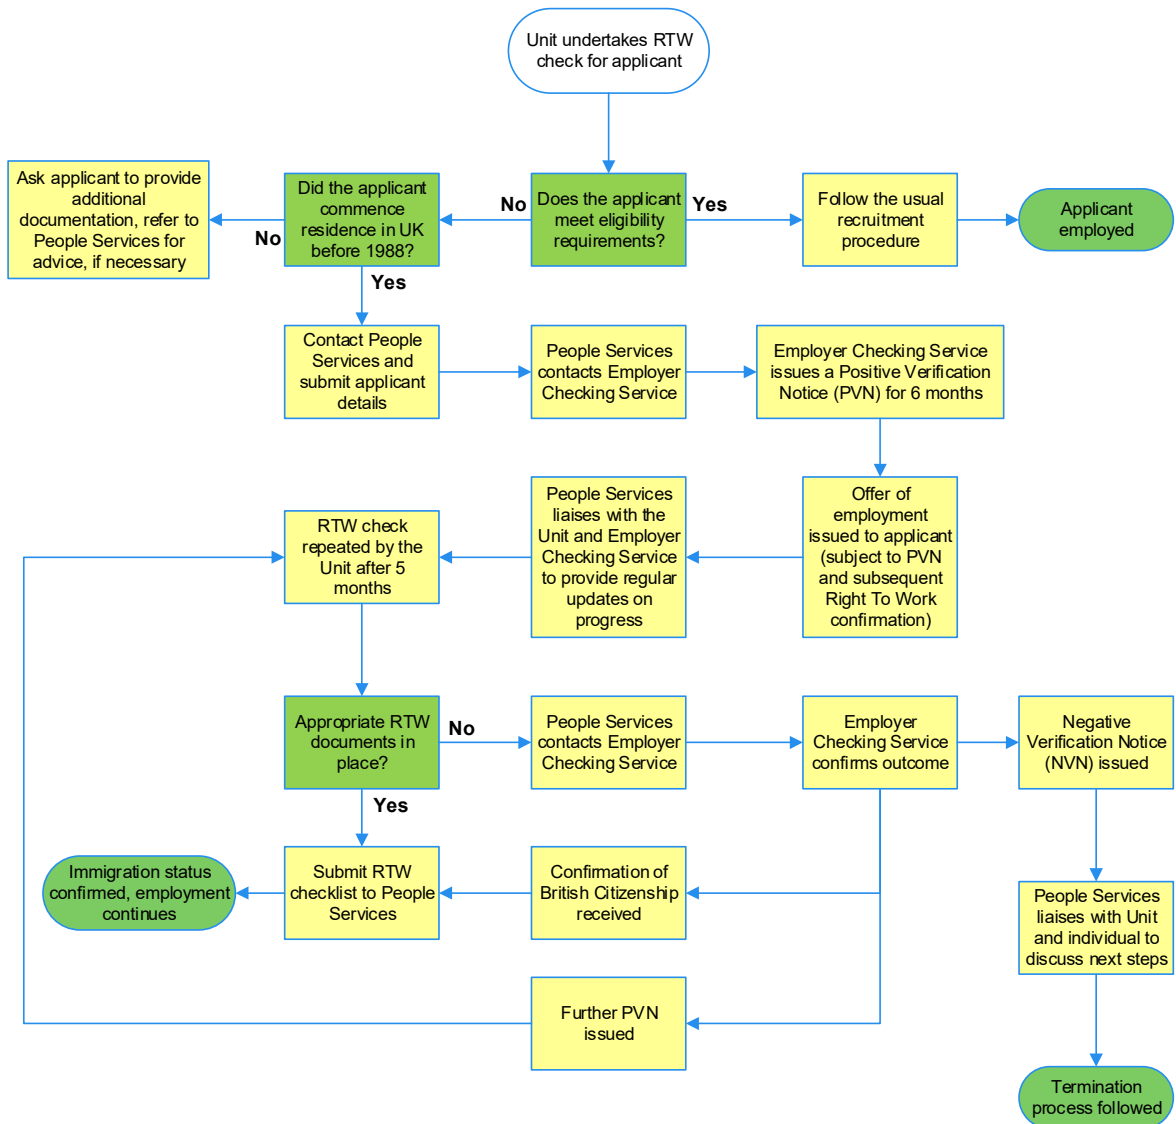 Unit undertakes RTW
check for applicant
Ask applicant to provide
additional
documentation, refer to
People Services for
advice, if necessary
No
Did the applicant
commence
residence in UK
before 1988?
No
Does the applicant
meet eligibility
requirements?
Yes
Follow the usual
recruitment
procedure
Applicant
employed
Yes
Contact People
Services and
submit applicant
details
People Services
contacts Employer
Checking Service
Employer Checking Service
issues a Positive Verification
Notice (PVN) for 6 months
RTW check
repeated by the
Unit after 5
months
People Services
liaises with the
Unit and Employer
Checking Service
to provide regular
updates on
progress
Offer of
employment
issued to applicant
(subject to PVN
and subsequent
Right To Work
confirmation)
Appropriate RTW
documents in
place?
No
People Services
contacts Employer
Checking Service
Employer
Checking Service
confirms outcome
Negative
Verification Notice
(NVN) issued
Yes
Immigration status
confirmed, employment
continues
Submit RTW
checklist to People
Services
Confirmation of
British Citizenship
received
People Services
liaises with Unit
and individual to
discuss next steps
Further PVN
issued
Termination
process followed